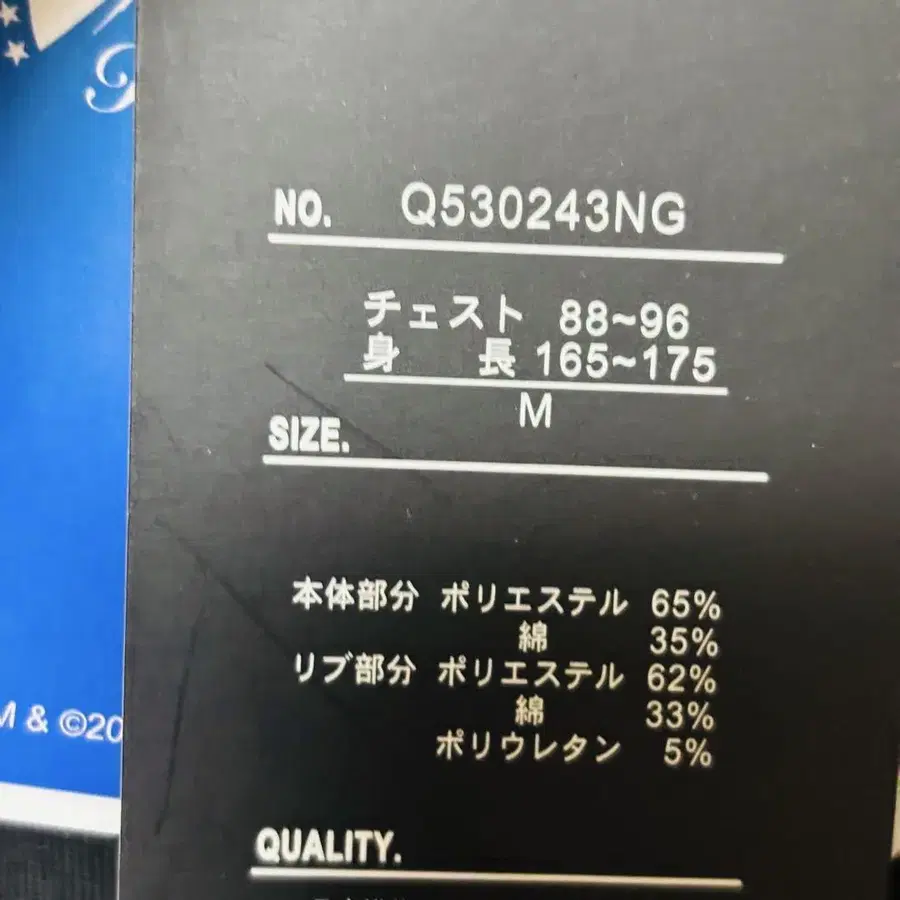 NO. Q530243NG
チェスト 88~96
身 長 165~175
M
SIZE.
本体部分 ポリエステル 65%
綿 35%
リブ部分 ポリエステル 62%
綿 33%
ポリウレタン 5%
QUALITY.
M & ©20